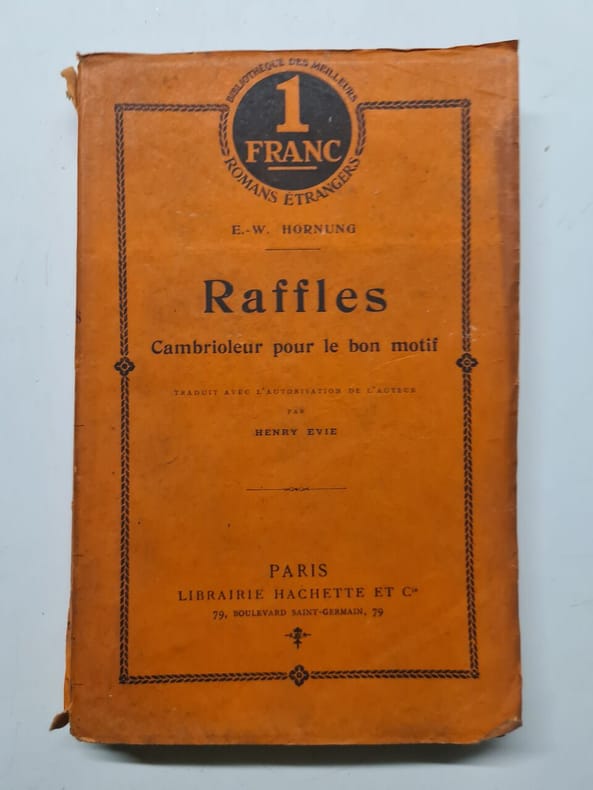 BIBLIOTHÈQUE DES MEILLEURS
1
FRANC
ROMANS ÉTRANGERS
E.-W. HORNUNG
Raffles
Cambrioleur pour le bon motif
TRADUIT AVEC L'AUTORISATION DE L'AUTEUR
PAR
HENRY EVIE
PARIS
LIBRAIRIE HACHETTE ET Cie
79, BOULEVARD SAINT-GERMAIN, 79